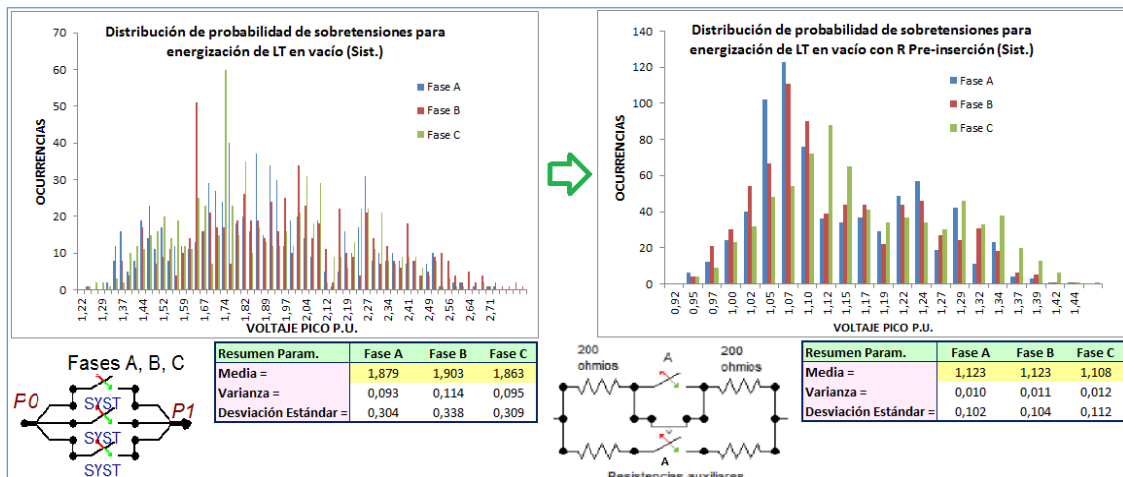 Distribución de probabilidad de sobretensiones para
energización de LT en vacío (Sist.)
OCURRENCIAS
70
60
50
40
30
20
10
0
Fase A
Fase B
Fase C
1,22 1,29 1,37 1,44 1,52 1,59 1,67 1,74 1,82 1,89 1,97 2,04 2,12 2,19 2,27 2,34 2,41 2,49 2,56 2,64 2,71
VOLTAJE PICO P.U.
Distribución de probabilidad de sobretensiones para
energización de LT en vacío con R Pre-inserción (Sist.)
OCURRENCIAS
140
120
100
80
60
40
20
0
Fase A
Fase B
Fase C
0,92 0,95 0,97 1,00 1,02 1,05 1,07 1,10 1,12 1,15 1,17 1,19 1,22 1,24 1,27 1,29 1,32 1,34 1,37 1,39 1,42 1,44
VOLTAJE PICO P.U.
Fases A, B, C
P0
P1
SYST
SYST
SYST
Resumen Param. Fase A Fase B Fase C
Media = 1,879 1,903 1,863
Varianza = 0,093 0,114 0,095
Desviación Estándar = 0,304 0,338 0,309
200
ohmios
A
200
ohmios
A
Resistencias auxiliares
Resumen Param. Fase A Fase B Fase C
Media = 1,123 1,123 1,108
Varianza = 0,010 0,011 0,012
Desviación Estándar = 0,102 0,104 0,112